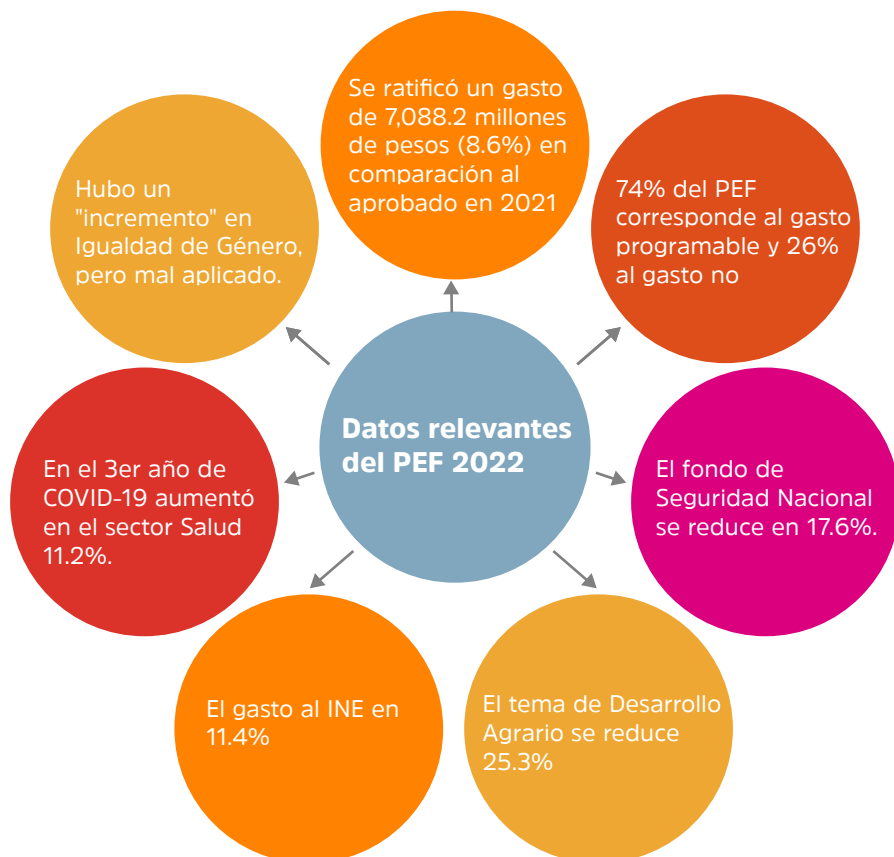 Se ratificó un gasto
de 7,088.2 millones
de pesos (8.6%) en
comparación al
aprobado en 2021
74% del PEF
corresponde al gasto
programable y 26%
al gasto no
El fondo de
Seguridad Nacional
se reduce en 17.6%.
El tema de Desarrollo
Agrario se reduce
25.3%
El gasto al INE en
11.4%
En el 3er año de
COVID-19 aumentó
en el sector Salud
11.2%.
Hubo un
"incremento" en
Igualdad de Género,
pero mal aplicado.
Datos relevantes
del PEF 2022